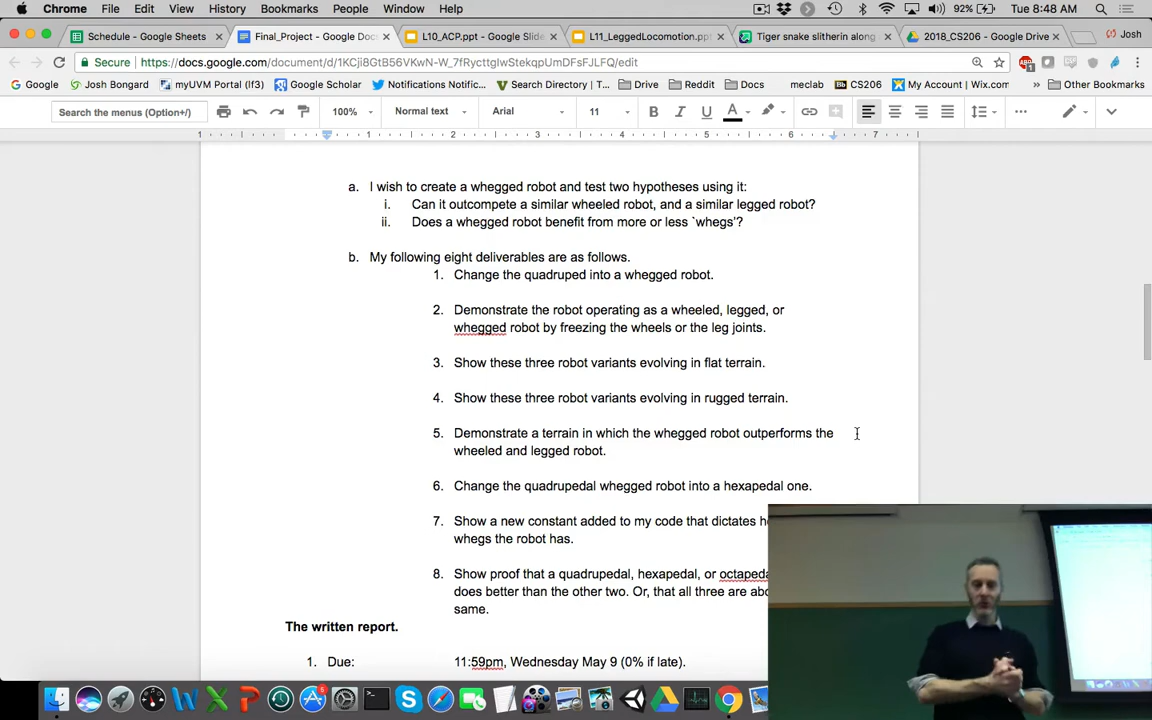 Chrome File Edit View History Bookmarks People Window Help 92% Tue 8:48 AM
Schedule - Google Sheets Final_Project - Google Doc L10_ACP.ppt - Google Slide L11_LeggedLocomotion.ppt Tiger snake slitherin along 2018_CS206 - Google Drive Josh
Secure https://docs.google.com/document/d/
Google Josh Bongard myUVM Portal (lf3) Google Scholar Notifications Notific... Search Directory | T... Drive Reddit Docs meclab CS206 My Account | Wix.com Other Bookmarks
Search the menus (Option+/) 100% Normal text Arial 11
1 1 2 3 4 5 6 7
a. I wish to create a whegged robot and test two hypotheses using it:
i. Can it outcompete a similar wheeled robot, and a similar legged robot?
ii. Does a whegged robot benefit from more or less `whegs'?
b. My following eight deliverables are as follows.
1. Change the quadruped into a whegged robot.
2. Demonstrate the robot operating as a wheeled, legged, or
whegged robot by freezing the wheels or the leg joints.
3. Show these three robot variants evolving in flat terrain.
4. Show these three robot variants evolving in rugged terrain.
5. Demonstrate a terrain in which the whegged robot outperforms the
wheeled and legged robot.
6. Change the quadrupedal whegged robot into a hexapedal one.
7. Show a new constant added to my code that dictates h
whegs the robot has.
8. Show proof that a quadrupedal, hexapedal, or octapeda
does better than the other two. Or, that all three are abo
same.
The written report.
1. Due: 11:59pm, Wednesday May 9 (0% if late).